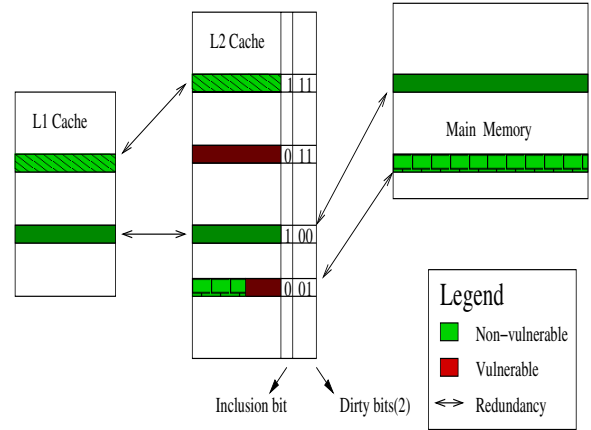 L2 Cache
1 11
L1 Cache
Main Memory
0 11
1 00
0 01
Legend
Non-vulnerable
Vulnerable
Redundancy
Inclusion bit
Dirty bits(2)